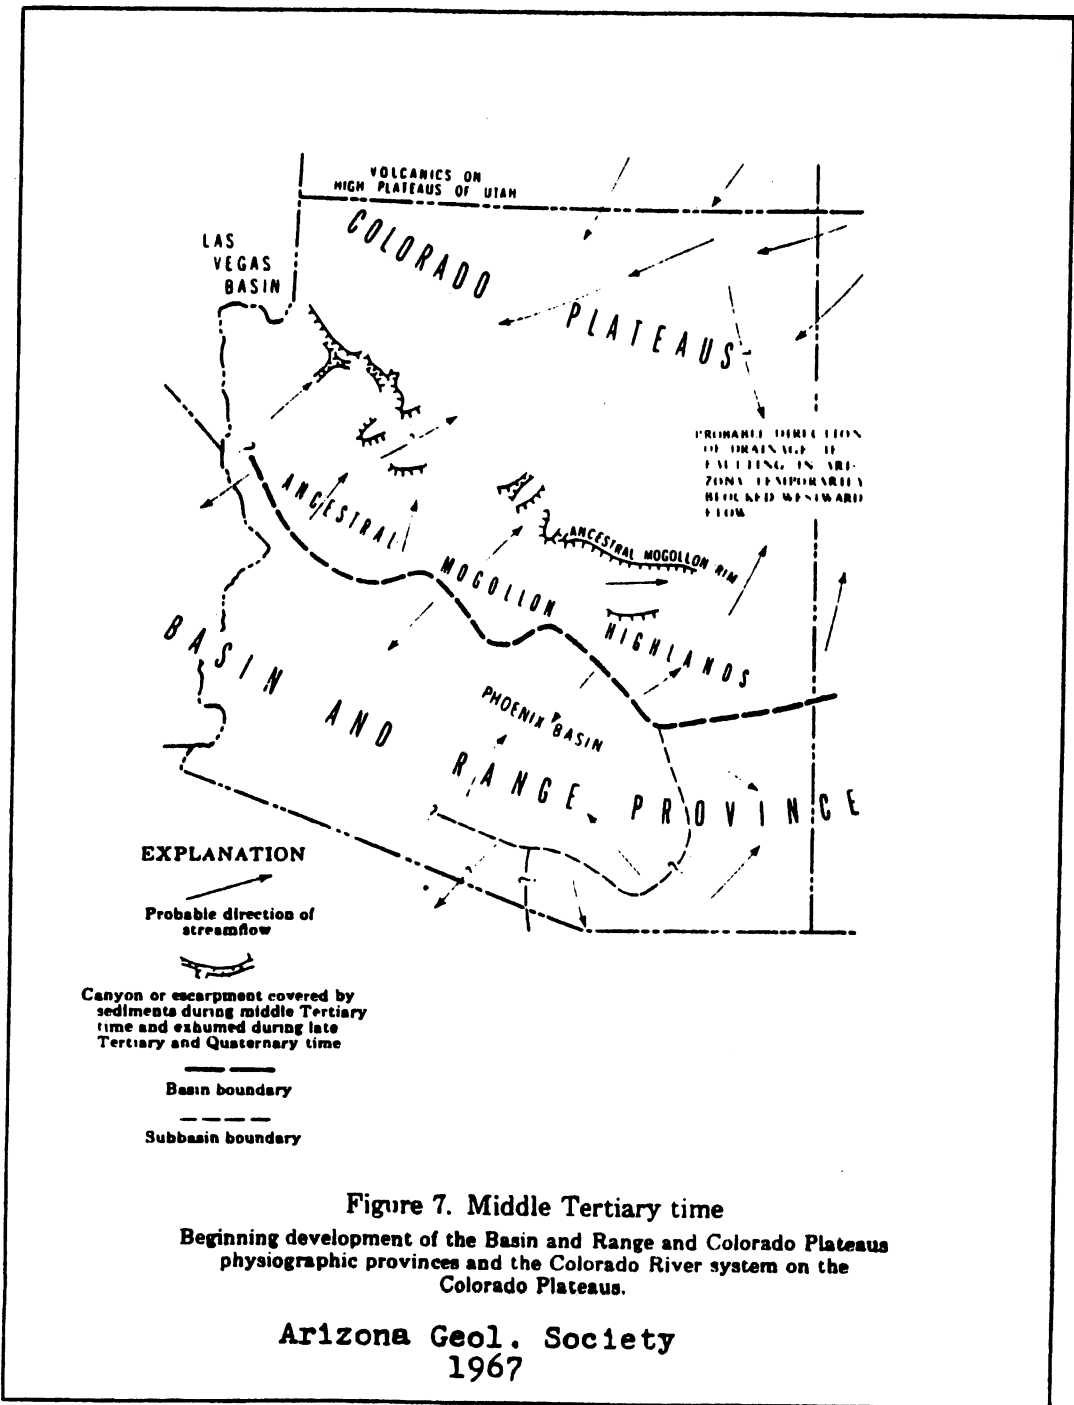 VOLCANICS ON
HIGH PLATEAUS OF UTAH
COLORADO
PLATEAUS
LAS
VEGAS
BASIN
PROBABLE DIRECTION
OF DRAINAGE IF
FAULTING IN ARI-
ZONA TEMPORARILY
BLOCKED WESTWARD
FLOW
ANCESTRAL
MOGOLLON
HIGHLANDS
ANCESTRAL MOGOLLON RIM
BASIN AND RANGE PROVINCE
PHOENIX BASIN
?
?
?
?
?
EXPLANATION
Probable direction of
streamflow
Canyon or escarpment covered by
sediments during middle Tertiary
time and exhumed during late
Tertiary and Quaternary time
Basin boundary
Subbasin boundary
Figure 7. Middle Tertiary time
Beginning development of the Basin and Range and Colorado Plateaus
physiographic provinces and the Colorado River system on the
Colorado Plateaus.
Arizona Geol. Society
1967